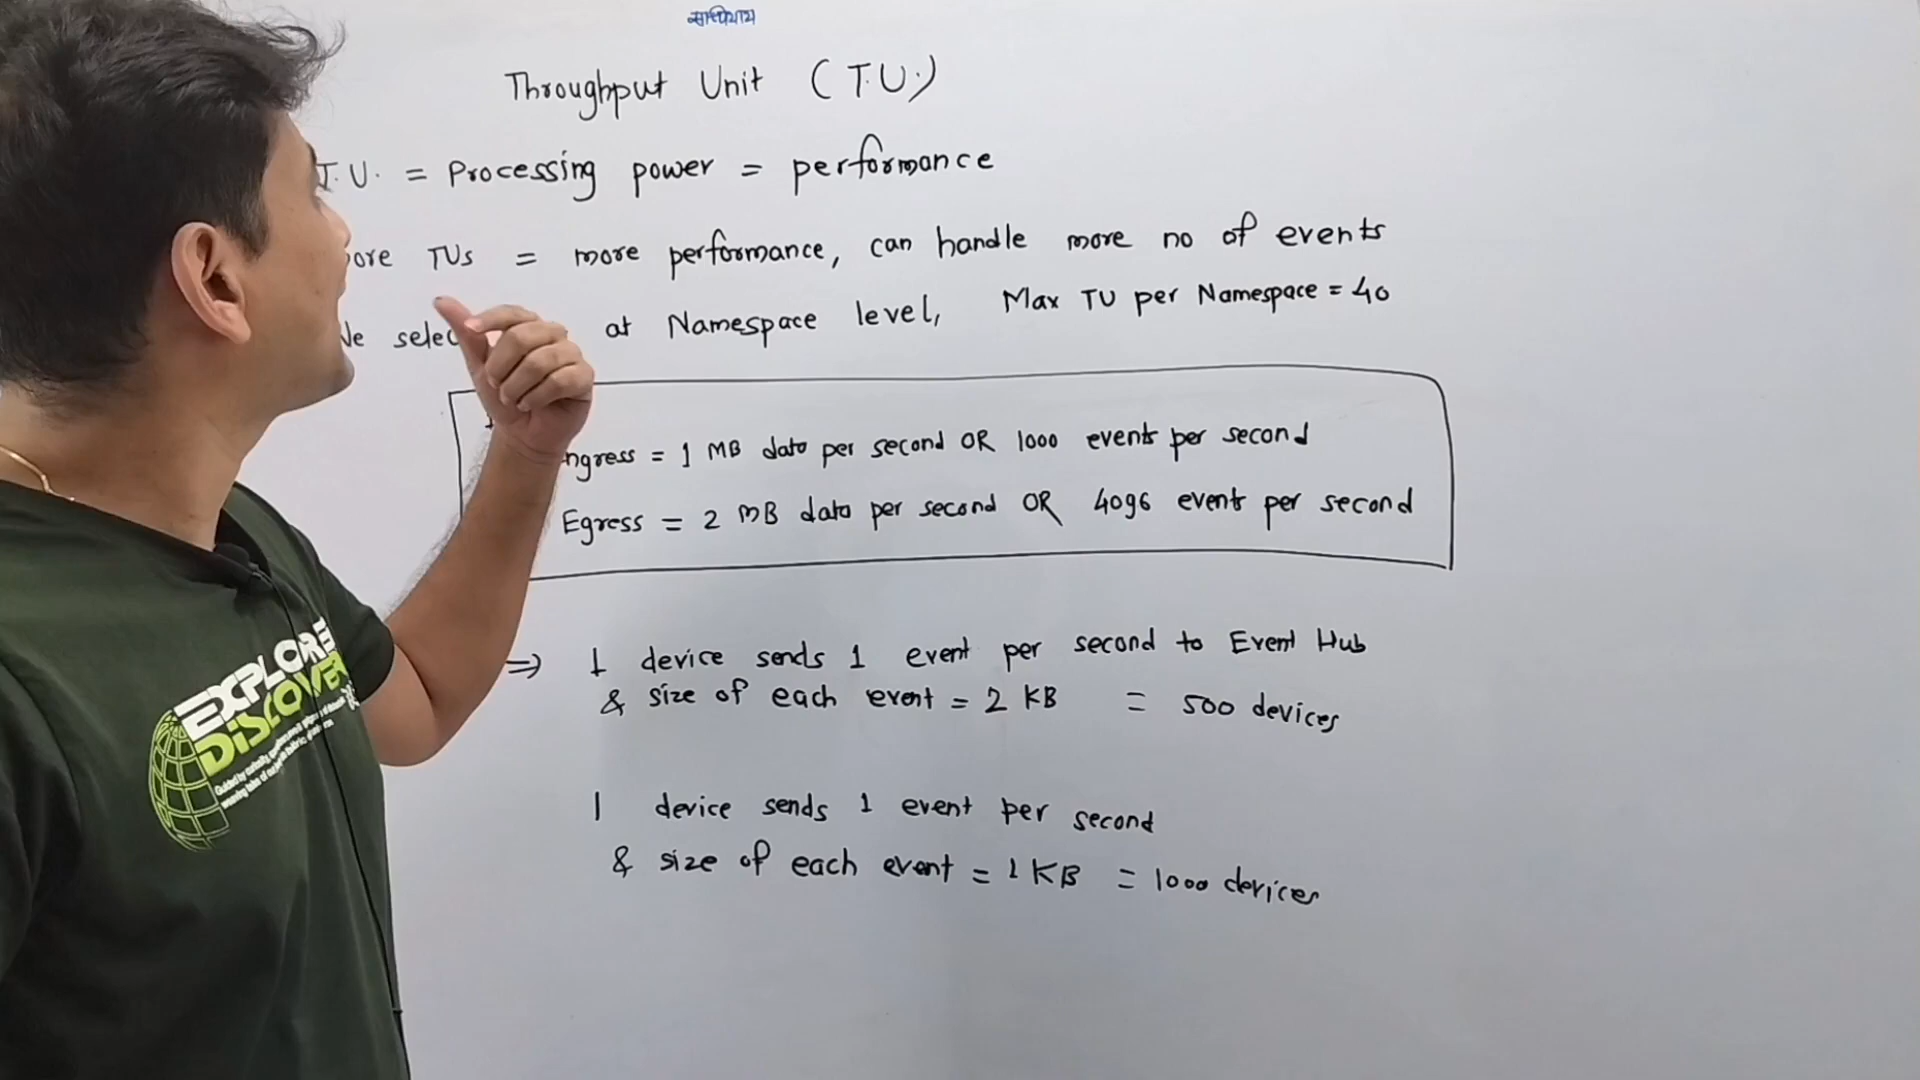 Throughput Unit (T.U.)
T.U. = Processing power = performance
ore TUs = more performance, can handle more no of events
selec at Namespace level, Max TU per Namespace = 40
ngress = 1 MB data per second OR 1000 events per second
Egress = 2 MB data per second OR 4096 events per second
=> 1 device sends 1 event per second to Event Hub
& size of each event = 2 KB = 500 devices
1 device sends 1 event per second
& size of each event = 1 KB = 1000 devices
EXPLORE
DISCOVER